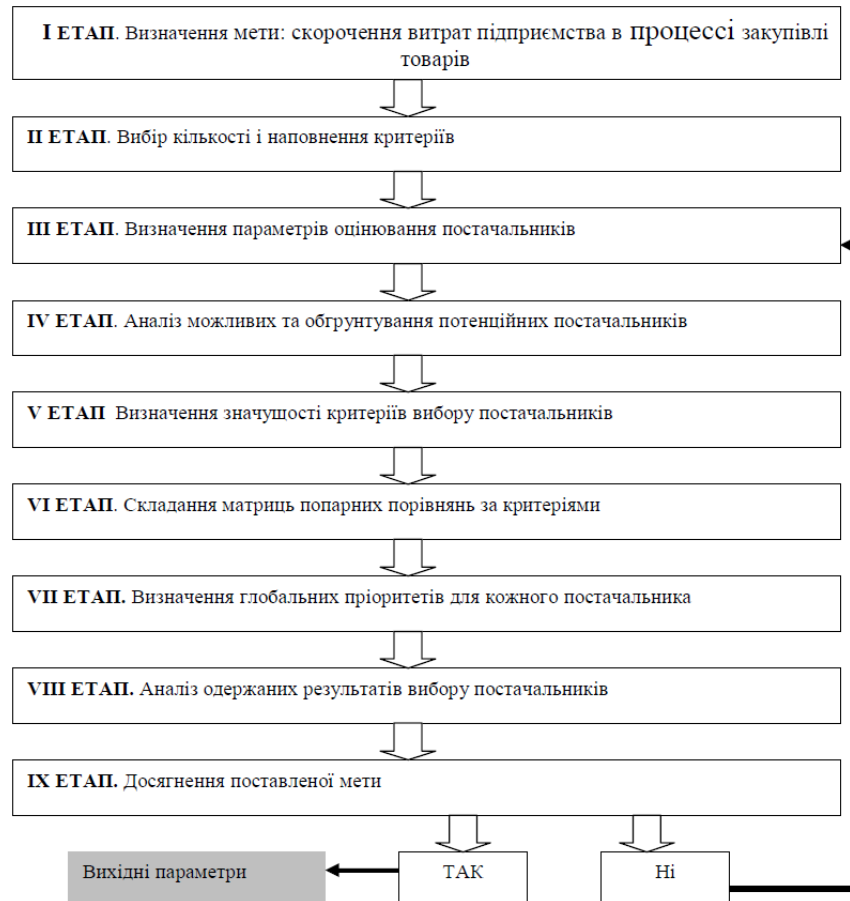 І ЕТАП. Визначення мети: скорочення витрат підприємства в процессі закупівлі
товарів
ІІ ЕТАП. Вибір кількості і наповнення критеріїв
ІІІ ЕТАП. Визначення параметрів оцінювання постачальників
IV ЕТАП. Аналіз можливих та обгрунтування потенційних постачальників
V ЕТАП Визначення значущості критеріїв вибору постачальників
VI ЕТАП. Складання матриць попарних порівнянь за критеріями
VII ЕТАП. Визначення глобальних пріоритетів для кожного постачальника
VIII ЕТАП. Аналіз одержаних результатів вибору постачальників
IX ЕТАП. Досягнення поставленої мети
Вихідні параметри
ТАК
Ні